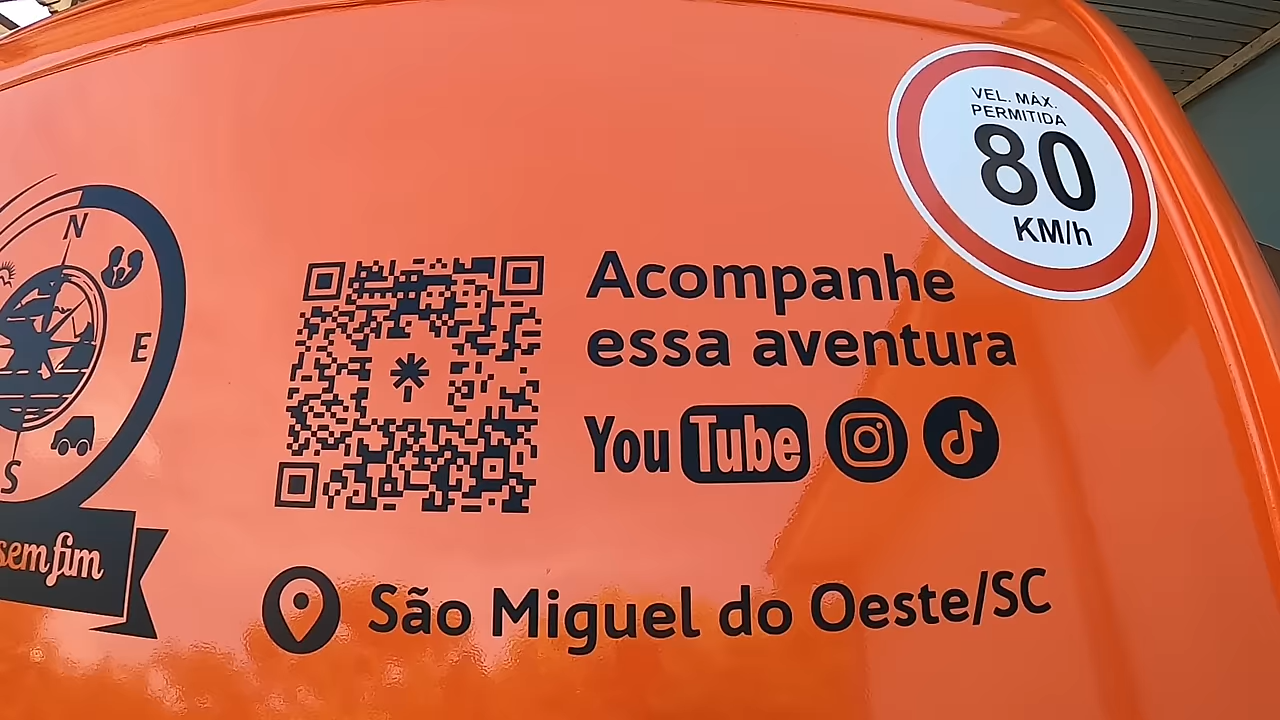 VEL. MÁX.
PERMITIDA
80
KM/h
N
E
S
sem fim
Acompanhe
essa aventura
YouTube
São Miguel do Oeste/SC